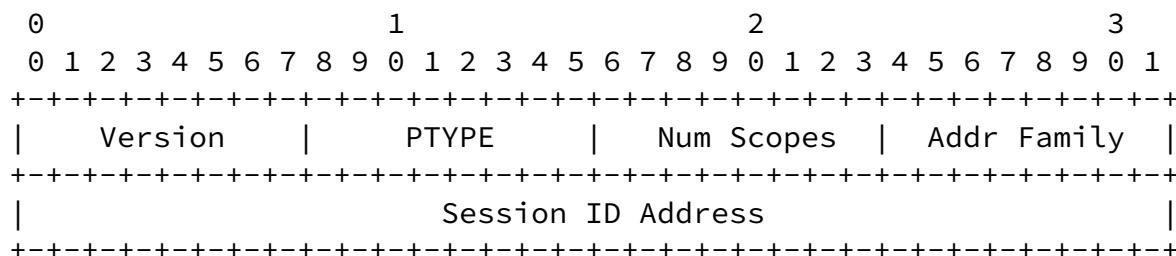 0                   1                   2                   3
 0 1 2 3 4 5 6 7 8 9 0 1 2 3 4 5 6 7 8 9 0 1 2 3 4 5 6 7 8 9 0 1
+-+-+-+-+-+-+-+-+-+-+-+-+-+-+-+-+-+-+-+-+-+-+-+-+-+-+-+-+-+-+-+-+
|    Version    |     PTYPE     |   Num Scopes  |  Addr Family  |
+-+-+-+-+-+-+-+-+-+-+-+-+-+-+-+-+-+-+-+-+-+-+-+-+-+-+-+-+-+-+-+-+
|                       Session ID Address                      |
+-+-+-+-+-+-+-+-+-+-+-+-+-+-+-+-+-+-+-+-+-+-+-+-+-+-+-+-+-+-+-+-+